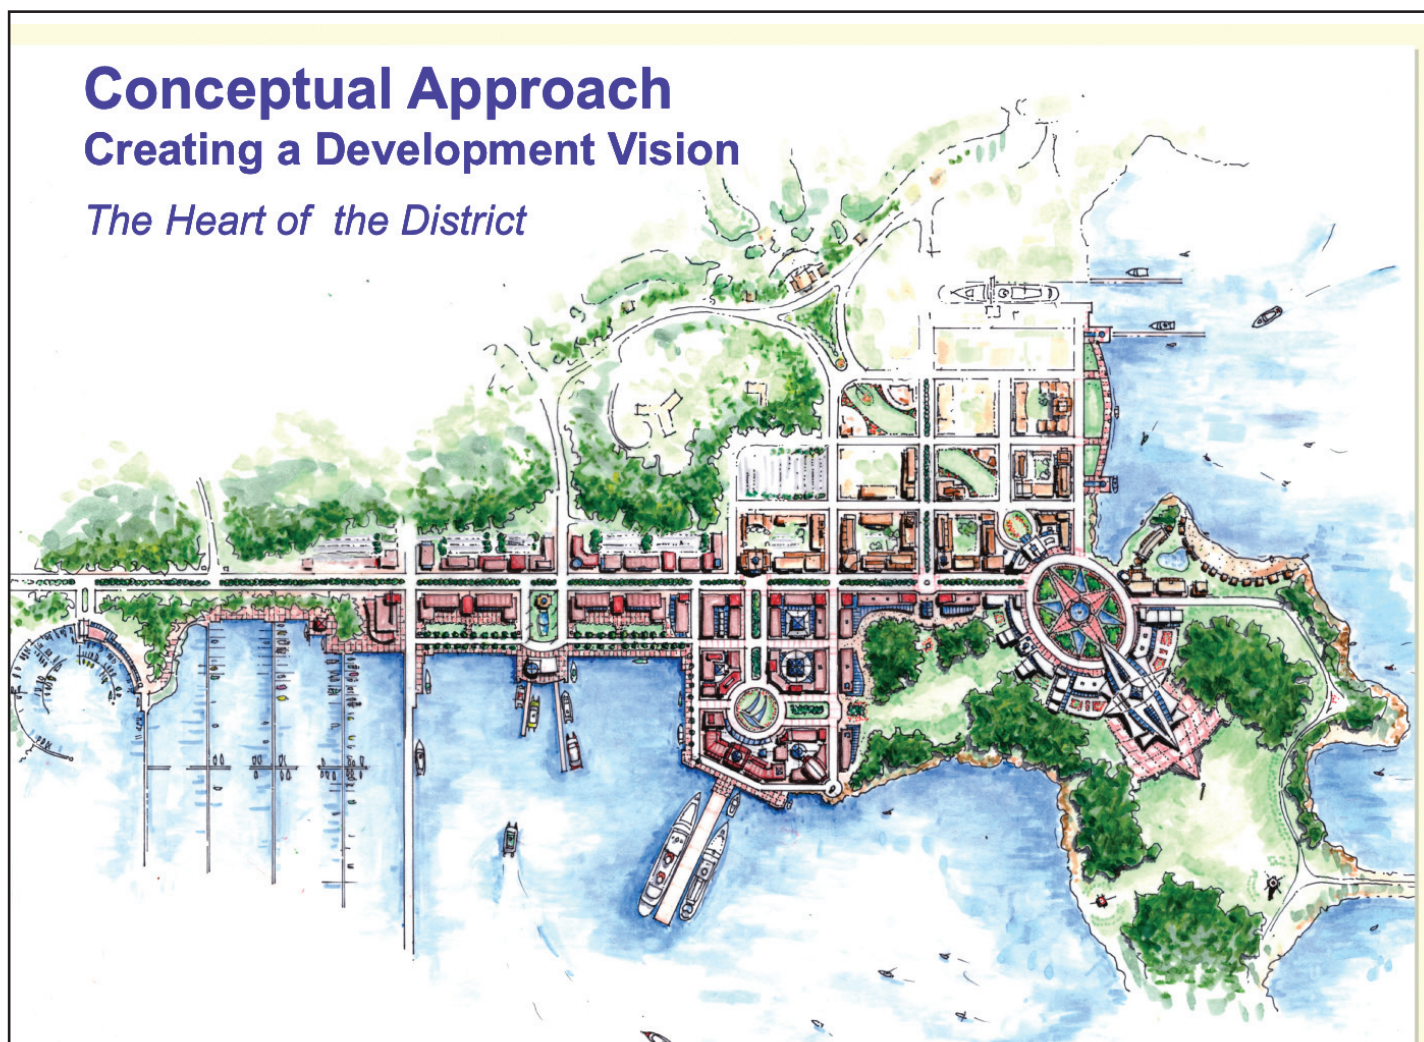 Conceptual Approach
Creating a Development Vision
The Heart of the District